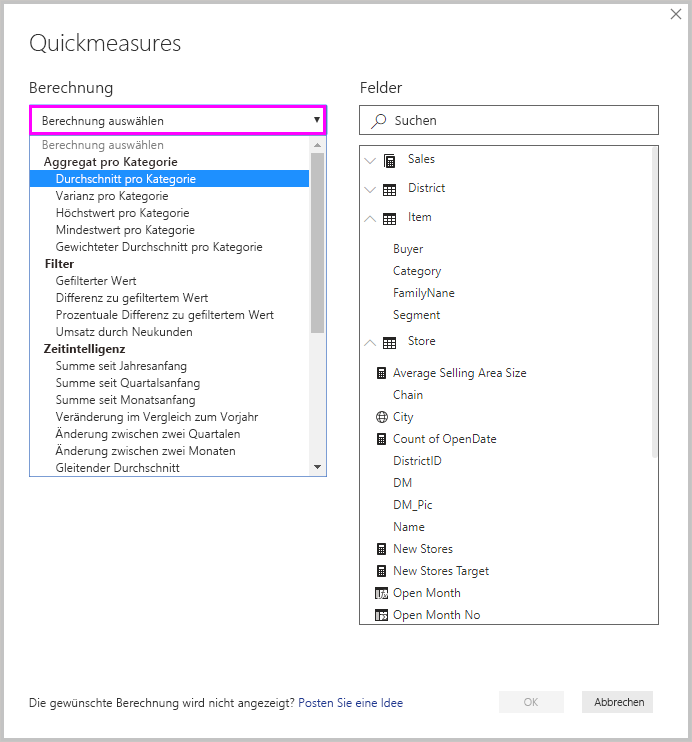 Quickmeasures
Berechnung
Berechnung auswählen
Berechnung auswählen
Aggregat pro Kategorie
Durchschnitt pro Kategorie
Varianz pro Kategorie
Höchstwert pro Kategorie
Mindestwert pro Kategorie
Gewichteter Durchschnitt pro Kategorie
Filter
Gefilterter Wert
Differenz zu gefiltertem Wert
Prozentuale Differenz zu gefiltertem Wert
Umsatz durch Neukunden
Zeitintelligenz
Summe seit Jahresanfang
Summe seit Quartalsanfang
Summe seit Monatsanfang
Veränderung im Vergleich zum Vorjahr
Änderung zwischen zwei Quartalen
Änderung zwischen zwei Monaten
Gleitender Durchschnitt
Felder
Suchen
Sales
District
Item
Buyer
Category
FamilyNane
Segment
Store
Average Selling Area Size
Chain
City
Count of OpenDate
DistrictID
DM
DM_Pic
Name
New Stores
New Stores Target
Open Month
Open Month No
Die gewünschte Berechnung wird nicht angezeigt? Posten Sie eine Idee
OK
Abbrechen